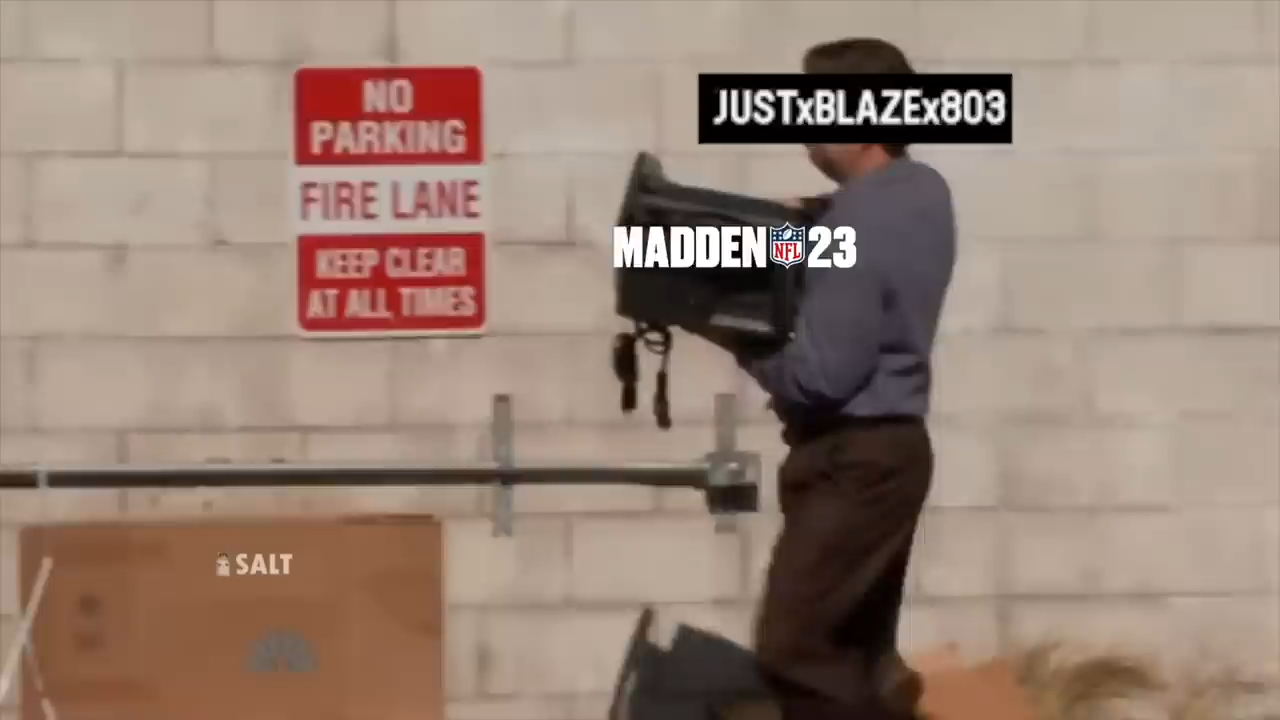 NO
PARKING
FIRE LANE
KEEP CLEAR
AT ALL TIMES
JUSTxBLAZEx803
MADDEN NFL 23
SALT